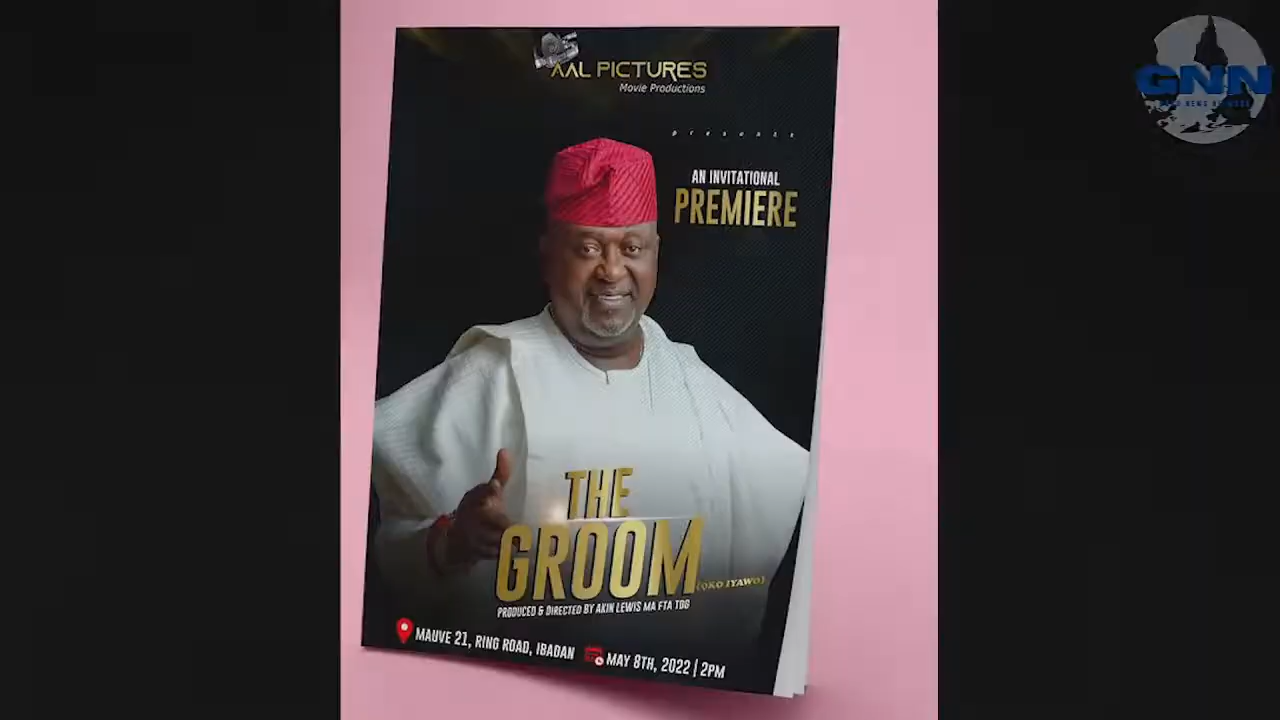 AAL PICTURES
Movie Productions
presents
AN INVITATIONAL
PREMIERE
THE
GROOM
(OKO IYAWO)
PRODUCED & DIRECTED BY AKIN LEWIS MA FTA TDG
MAUVE 21, RING ROAD, IBADAN
MAY 8TH, 2022 | 2PM
GNN